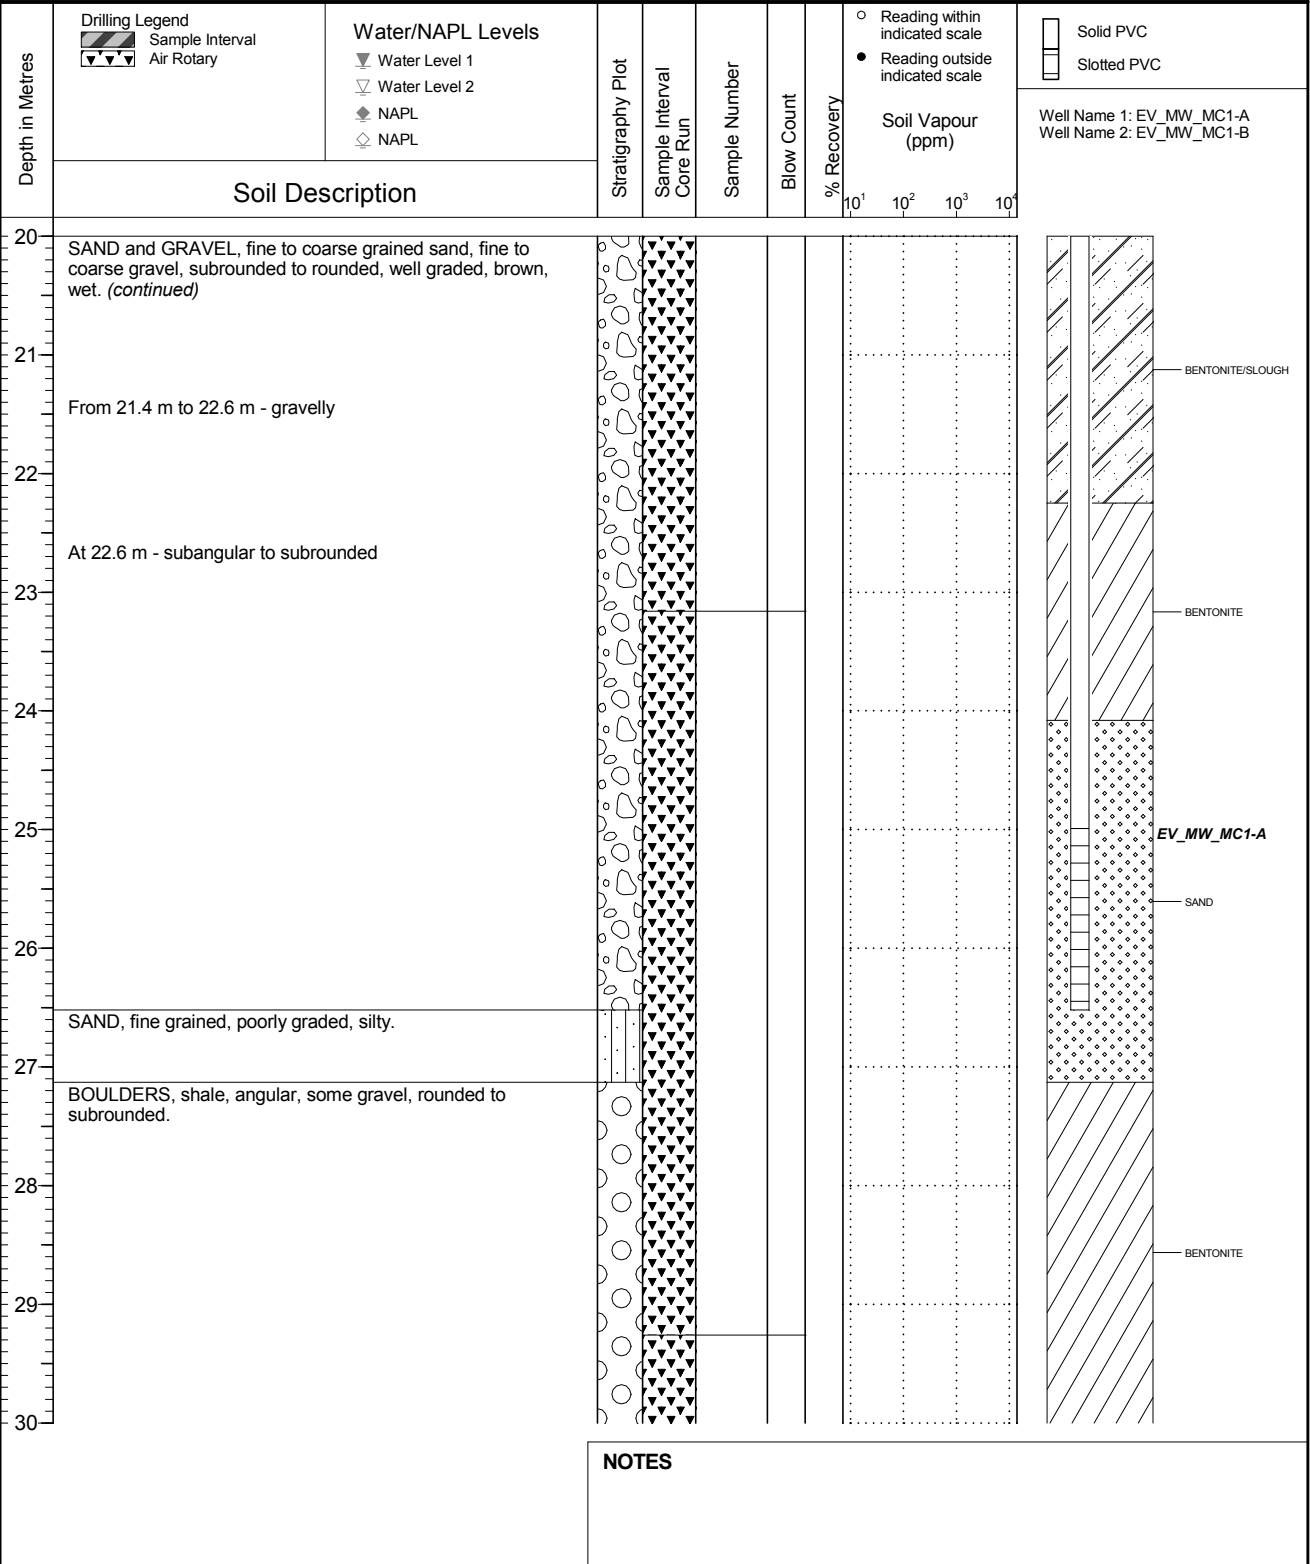 Depth in Metres
Drilling Legend
Sample Interval
Air Rotary
Water/NAPL Levels
Water Level 1
Water Level 2
NAPL
NAPL
Soil Description
Stratigraphy Plot
Sample Interval
Core Run
Sample Number
Blow Count
% Recovery
Reading within
indicated scale
Reading outside
indicated scale
Soil Vapour
(ppm)
10¹ 10² 10³ 10⁴
Solid PVC
Slotted PVC
Well Name 1: EV_MW_MC1-A
Well Name 2: EV_MW_MC1-B
20
SAND and GRAVEL, fine to coarse grained sand, fine to
coarse gravel, subrounded to rounded, well graded, brown,
wet. (continued)
21
BENTONITE/SLOUGH
From 21.4 m to 22.6 m - gravelly
22
At 22.6 m - subangular to subrounded
23
BENTONITE
24
25
EV_MW_MC1-A
SAND
26
SAND, fine grained, poorly graded, silty.
27
BOULDERS, shale, angular, some gravel, rounded to
subrounded.
28
BENTONITE
29
30
NOTES